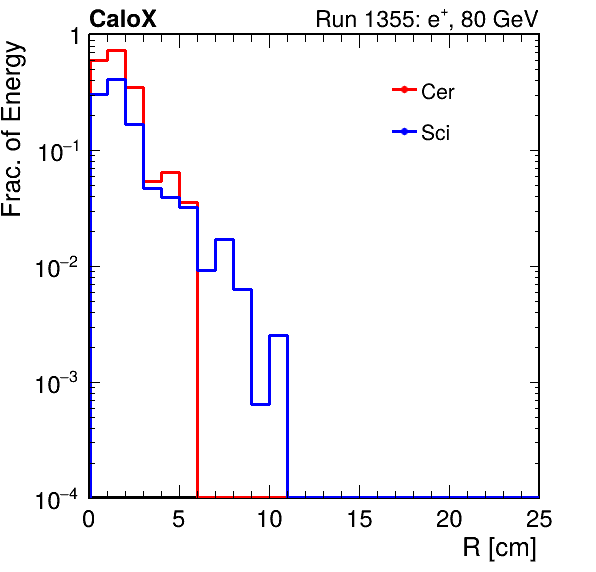 CaloX Run 1355: e⁺, 80 GeV
Frac. of Energy
1
10⁻¹
10⁻²
10⁻³
10⁻⁴
Cer
Sci
0 5 10 15 20 25
R [cm]